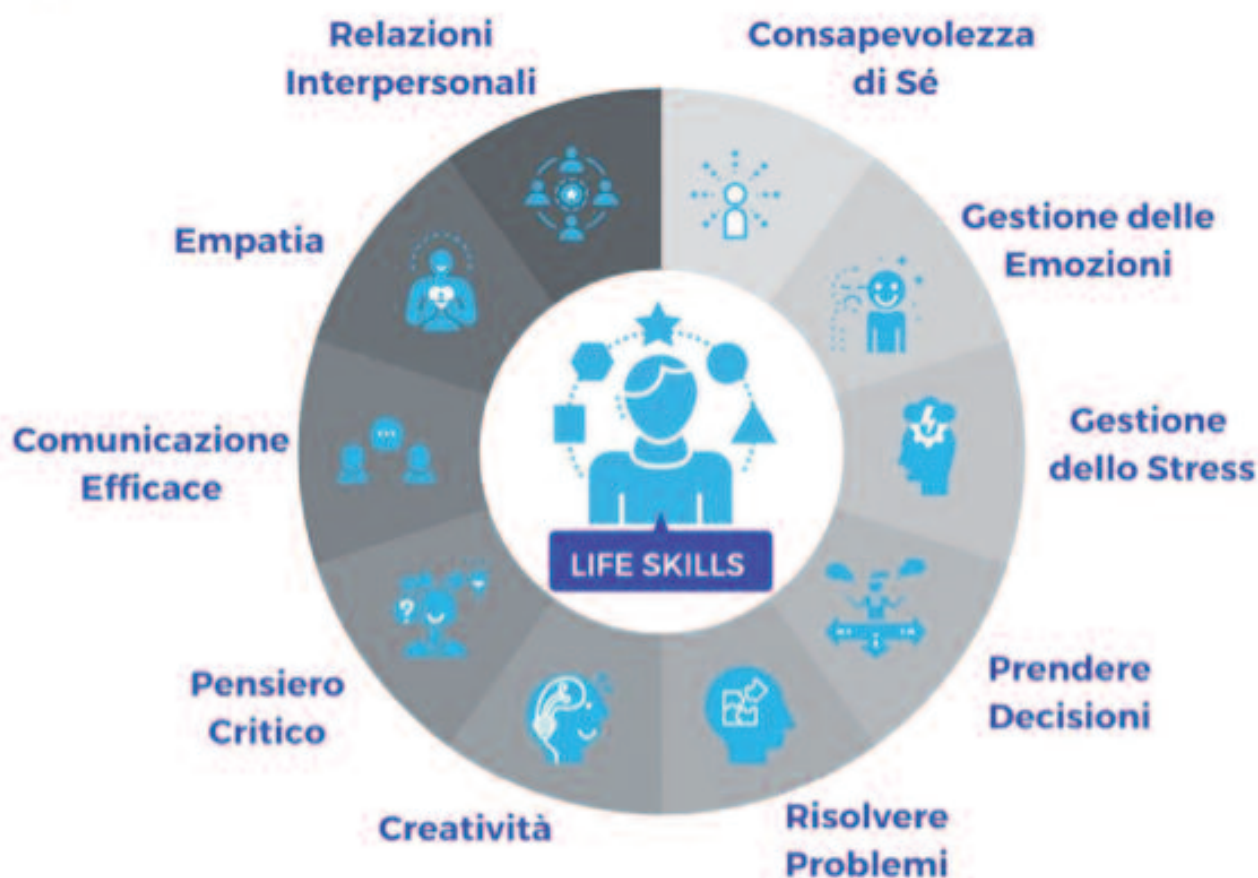 Relazioni
Interpersonali
Consapevolezza
di Sé
Empatia
Gestione delle
Emozioni
Comunicazione
Efficace
Gestione
dello Stress
LIFE SKILLS
Pensiero
Critico
Prendere
Decisioni
Creatività
Risolvere
Problemi